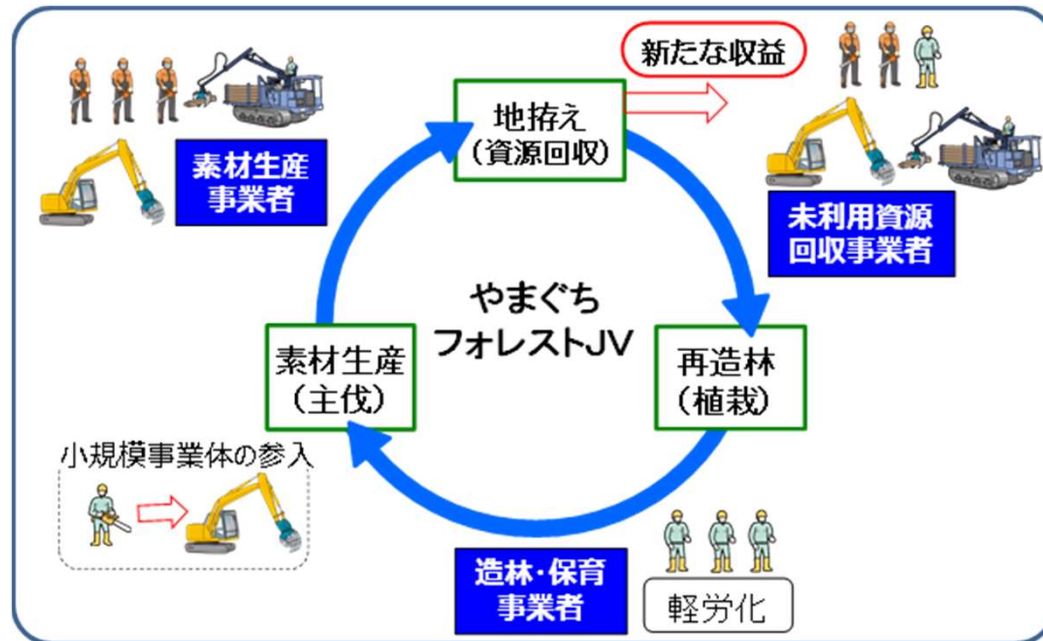 新たな収益
地拵え
(資源回収)
素材生産
事業者
未利用資源
回収事業者
やまぐち
フォレストJV
素材生産
(主伐)
再造林
(植栽)
小規模事業体の参入
造林・保育
事業者
軽労化